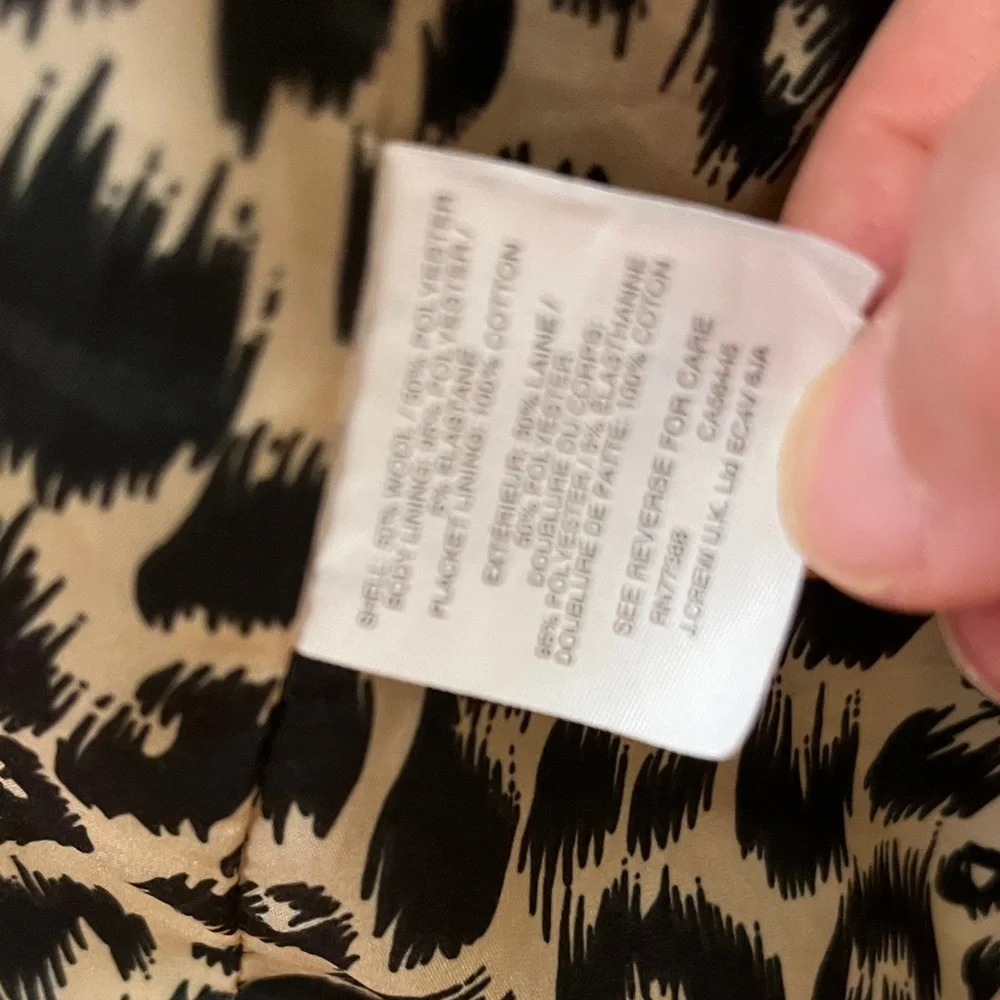 SHELL: 50% WOOL / 50% POLYESTER
BODY LINING: 95% POLYESTER /
5% ELASTANE
PLACKET LINING: 100% COTTON
EXTÉRIEUR: 50% LAINE /
50% POLYESTER
DOUBLURE DU CORPS:
95% POLYESTER / 5% ÉLASTHANNE
DOUBLURE DE PATTE: 100% COTON
SEE REVERSE FOR CARE
RN77388 CA56446
J.CREW U.K. Ltd EC4V 6JA